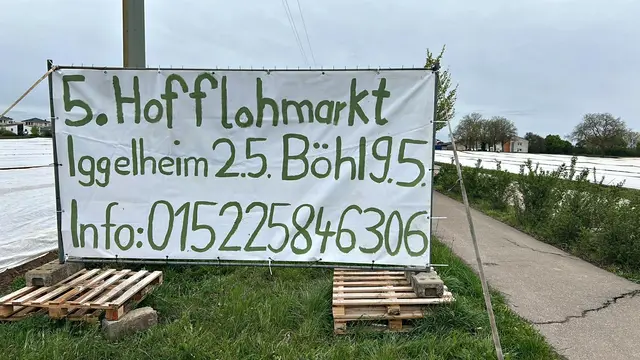 5. Hofflohmarkt
Iggelheim 2.5. Böhl 9.5.
Info: 015225846306